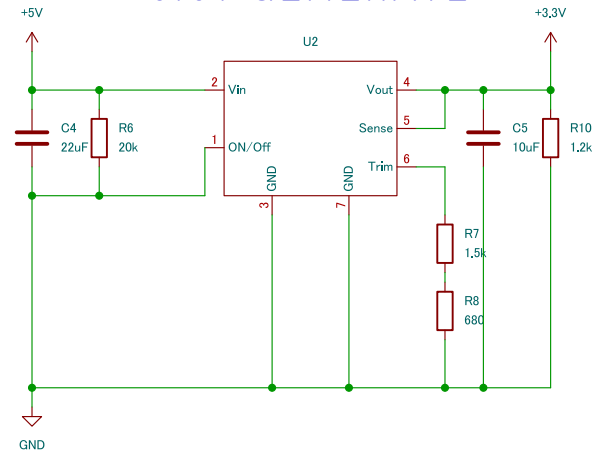 +5V
+3.3V
U2
2
Vin
Vout
4
C4
22uF
R6
20k
1
ON/Off
Sense
5
C5
10uF
R10
1.2k
Trim
6
GND
GND
3
7
R7
1.5k
R8
680
GND